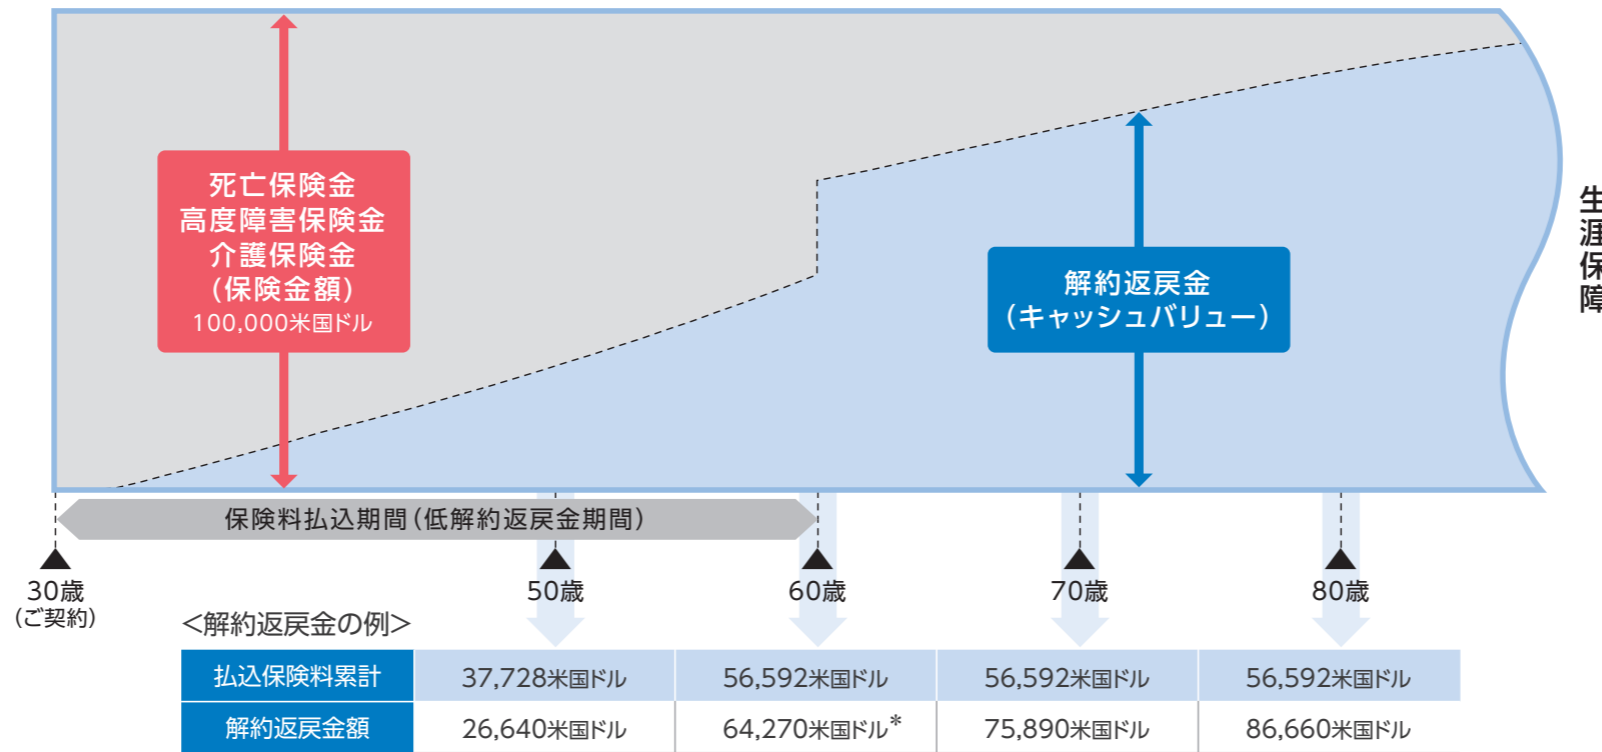 死亡保険金
高度障害保険金
介護保険金
(保険金額)
100,000米国ドル
解約返戻金
(キャッシュバリュー)
生涯保障
保険料払込期間(低解約返戻金期間)
30歳
(ご契約)
50歳
60歳
70歳
80歳
<解約返戻金の例>
払込保険料累計 37,728米国ドル 56,592米国ドル 56,592米国ドル 56,592米国ドル
解約返戻金額 26,640米国ドル 64,270米国ドル* 75,890米国ドル 86,660米国ドル